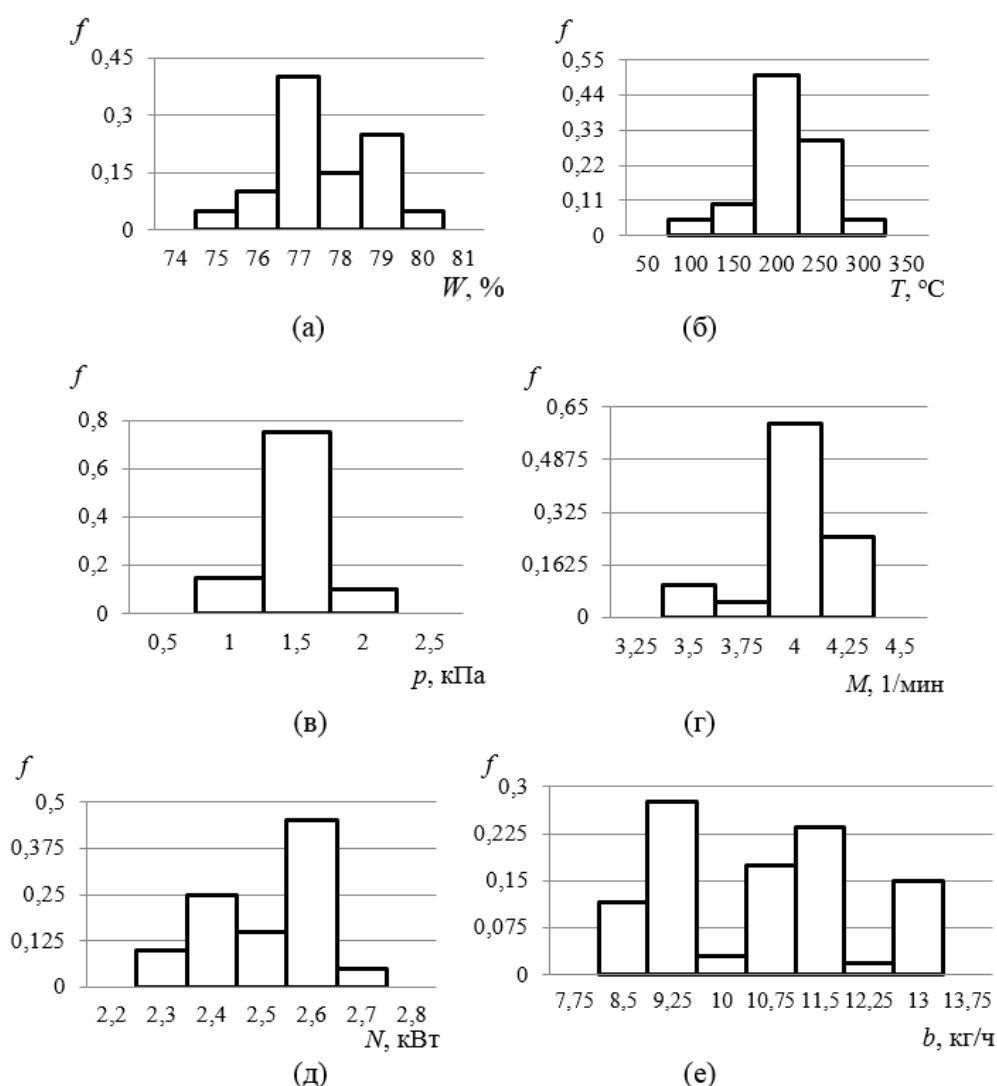 f
0,45
0,3
0,15
0
74 75 76 77 78 79 80 81
W, %
(а)
f
0,55
0,44
0,33
0,22
0,11
0
50 100 150 200 250 300 350
T, °C
(б)
f
0,8
0,6
0,4
0,2
0
0,5 1 1,5 2 2,5
p, кПа
(в)
f
0,65
0,4875
0,325
0,1625
0
3,25 3,5 3,75 4 4,25 4,5
M, 1/мин
(г)
f
0,5
0,375
0,25
0,125
0
2,2 2,3 2,4 2,5 2,6 2,7 2,8
N, кВт
(д)
f
0,3
0,225
0,15
0,075
0
7,75 8,5 9,25 10 10,75 11,5 12,25 13 13,75
b, кг/ч
(е)